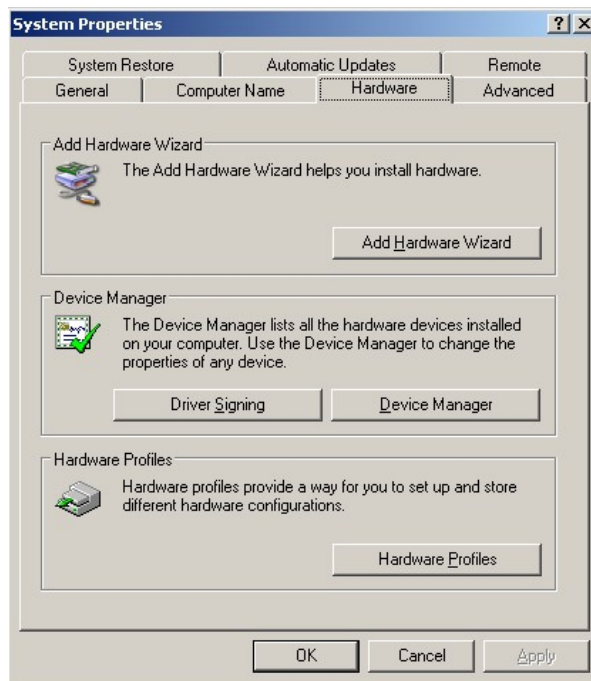 System Properties
System Restore
Automatic Updates
Remote
General
Computer Name
Hardware
Advanced
Add Hardware Wizard
The Add Hardware Wizard helps you install hardware.
Add Hardware Wizard
Device Manager
The Device Manager lists all the hardware devices installed
on your computer. Use the Device Manager to change the
properties of any device.
Driver Signing
Device Manager
Hardware Profiles
Hardware profiles provide a way for you to set up and store
different hardware configurations.
Hardware Profiles
OK
Cancel
Apply